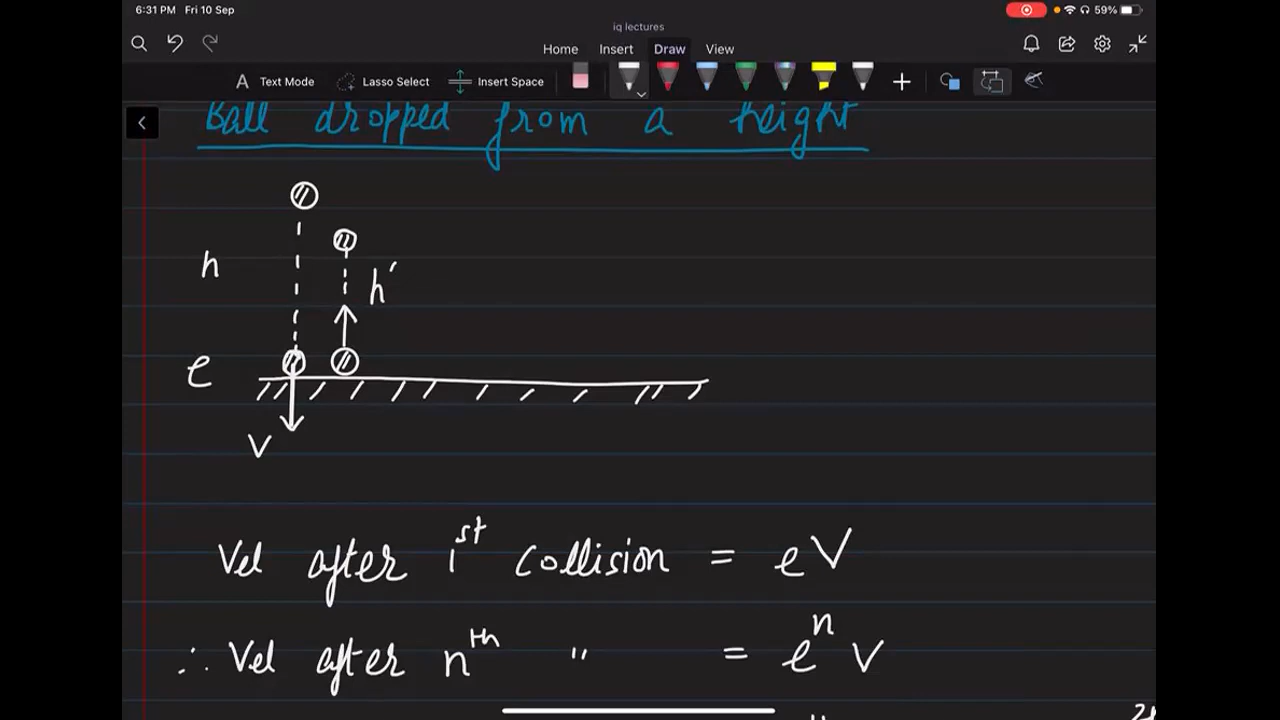 6:31 PM Fri 10 Sep
59%
iq lectures
Home Insert Draw View
Text Mode Lasso Select Insert Space
Ball dropped from a height
h
h′
e
V
Vel after 1st collision = eV
∴ Vel after nth " = eⁿ V